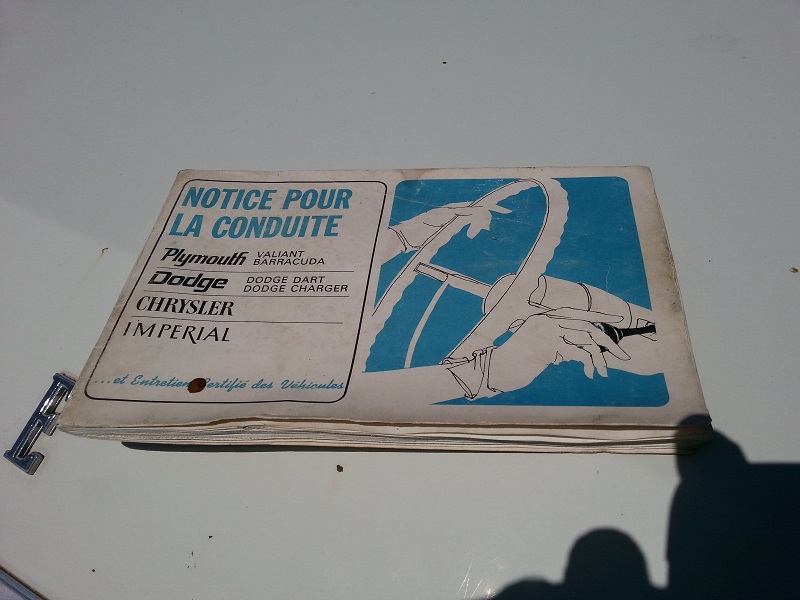 NOTICE POUR
LA CONDUITE
Plymouth VALIANT
BARRACUDA
Dodge DODGE DART
DODGE CHARGER
CHRYSLER
IMPERIAL
...et Entretien Certifié des Véhicules
E